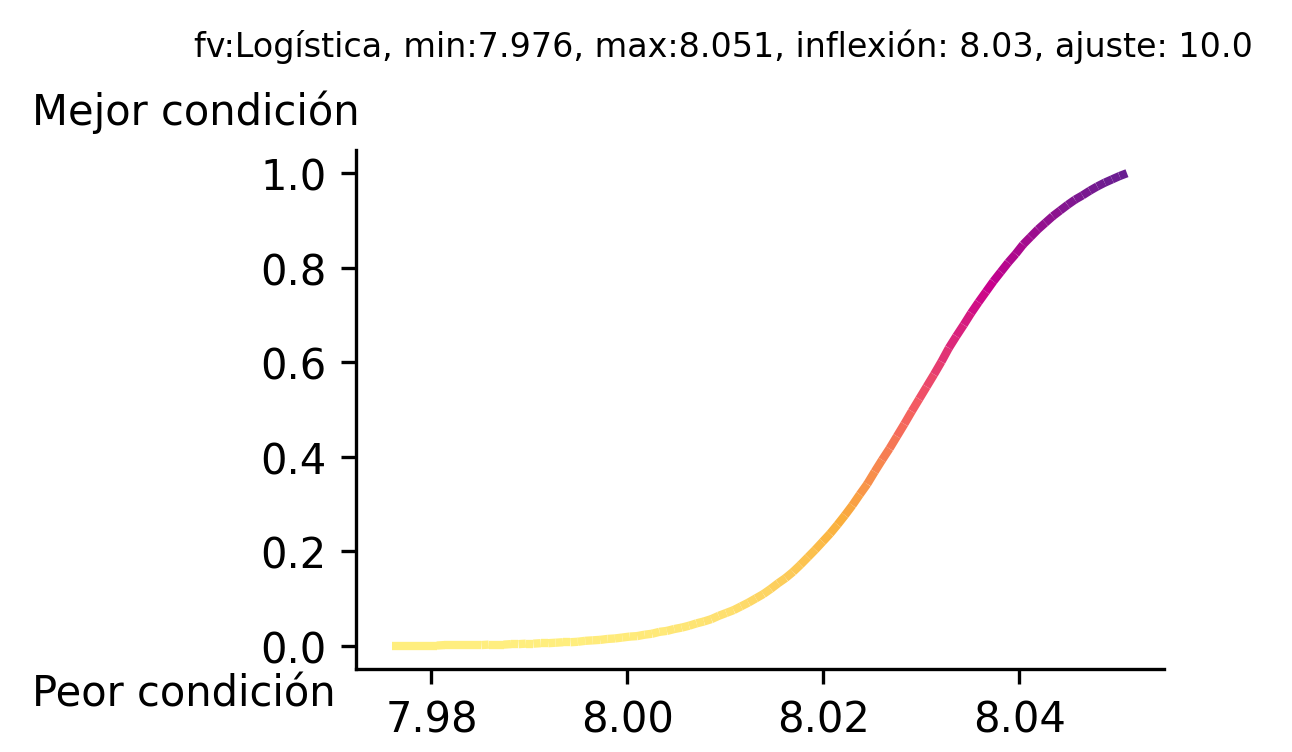 fv:Logística, min:7.976, max:8.051, inflexión: 8.03, ajuste: 10.0
Mejor condición
1.0
0.8
0.6
0.4
0.2
0.0
Peor condición
7.98 8.00 8.02 8.04